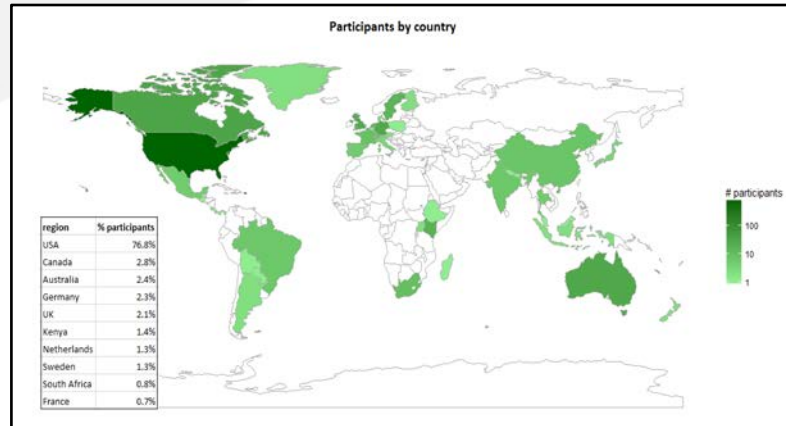 Participants by country
region % participants
USA 76.8%
Canada 2.8%
Australia 2.4%
Germany 2.3%
UK 2.1%
Kenya 1.4%
Netherlands 1.3%
Sweden 1.3%
South Africa 0.8%
France 0.7%
# participants
100
10
1